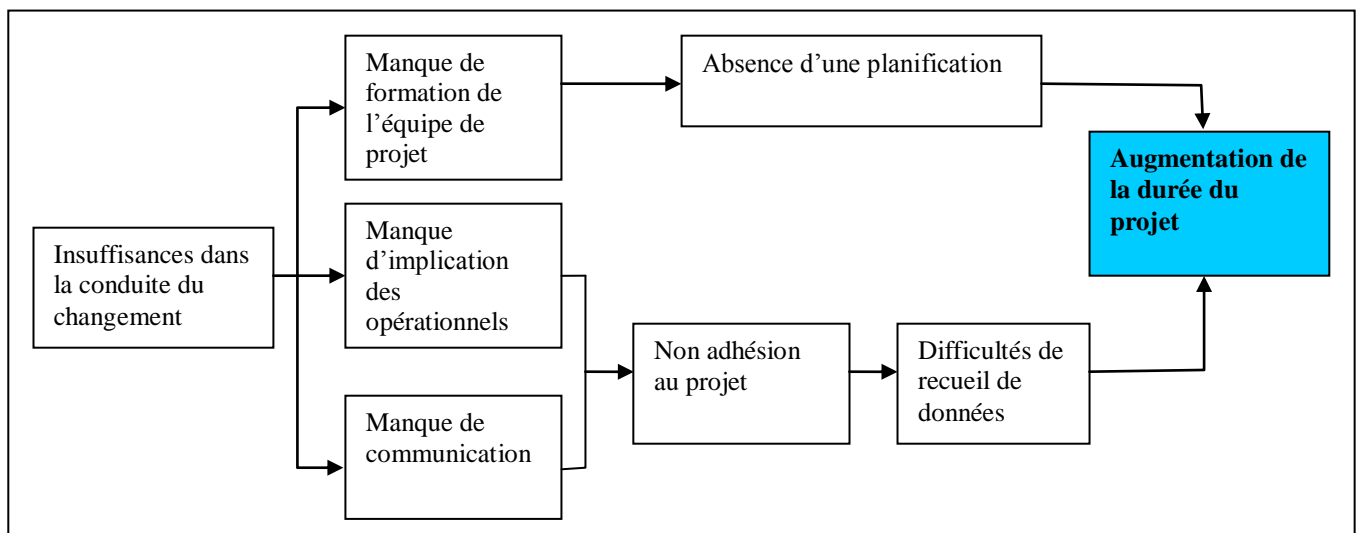 Manque de
formation de
l’équipe de
projet
Absence d’une planification
Augmentation de
la durée du
projet
Insuffisances dans
la conduite du
changement
Manque
d’implication
des
opérationnels
Non adhésion
au projet
Difficultés de
recueil de
données
Manque de
communication